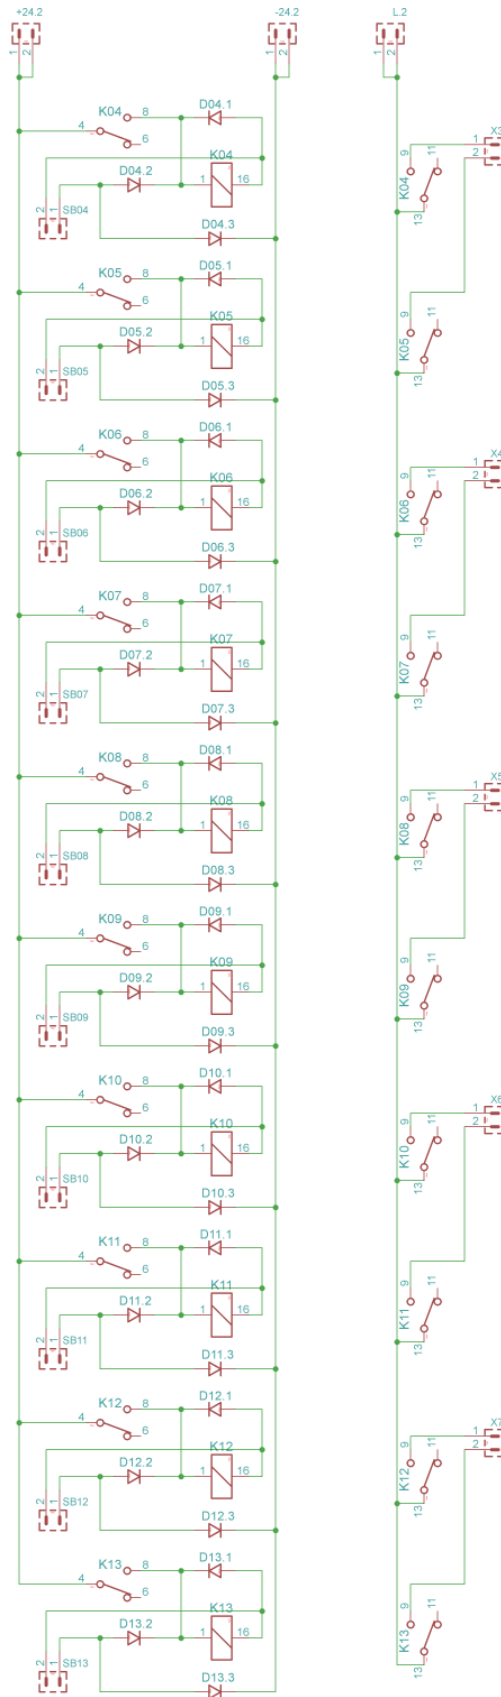 +24.2 -24.2 L.2
1 2 1 2 1 2
K04 8 D04.1 X3
4 6 9 11 1
K04 2
D04.2 1 16 K04
2 1 SB04 13
D04.3
K05 8 D05.1
4 6 9 11
K05
D05.2 1 16 K05
2 1 SB05 13
D05.3
K06 8 D06.1 X4
4 6 9 11 1
K06 2
D06.2 1 16 K06
2 1 SB06 13
D06.3
K07 8 D07.1
4 6 9 11
K07
D07.2 1 16 K07
2 1 SB07 13
D07.3
K08 8 D08.1 X5
4 6 9 11 1
K08 2
D08.2 1 16 K08
2 1 SB08 13
D08.3
K09 8 D09.1
4 6 9 11
K09
D09.2 1 16 K09
2 1 SB09 13
D09.3
K10 8 D10.1 X6
4 6 9 11 1
K10 2
D10.2 1 16 K10
2 1 SB10 13
D10.3
K11 8 D11.1
4 6 9 11
K11
D11.2 1 16 K11
2 1 SB11 13
D11.3
K12 8 D12.1 X7
4 6 9 11 1
K12 2
D12.2 1 16 K12
2 1 SB12 13
D12.3
K13 8 D13.1
4 6 9 11
K13
D13.2 1 16 K13
2 1 SB13 13
D13.3